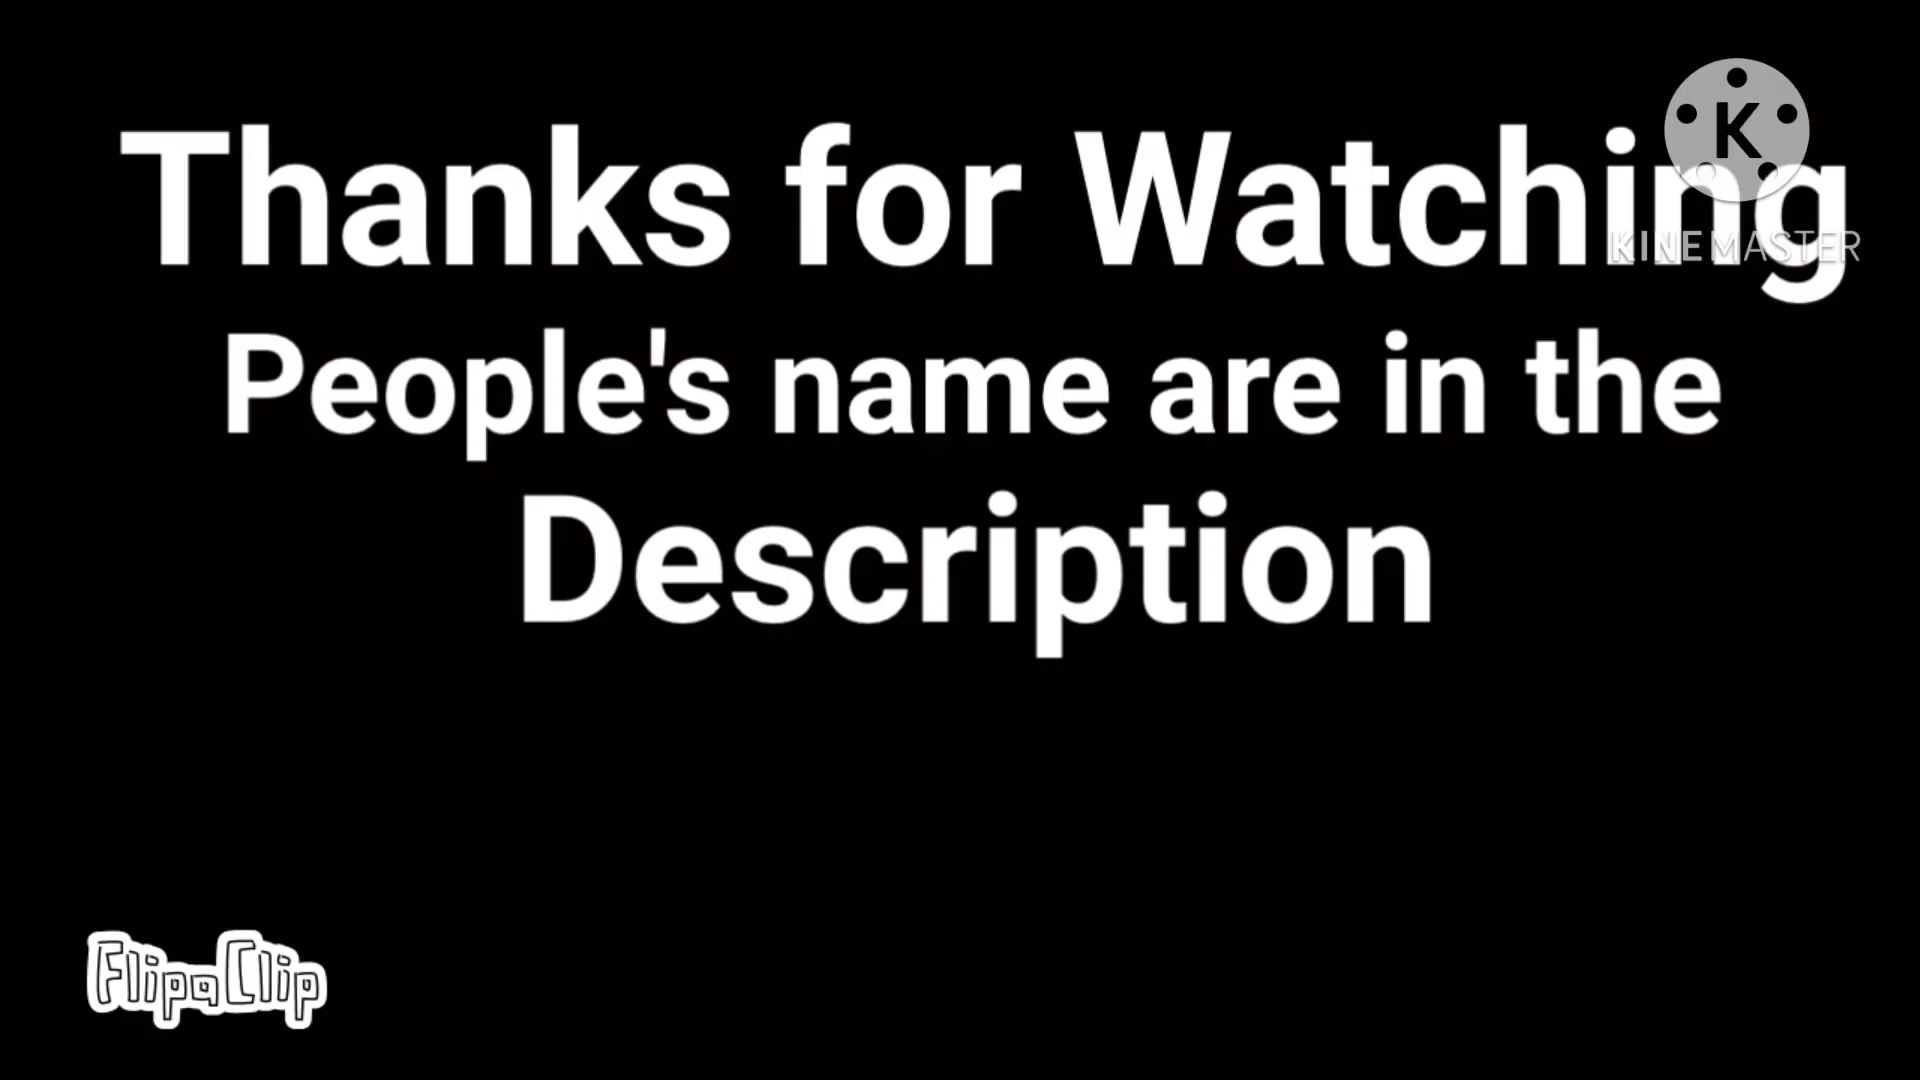 Thanks for Watching
K
KINEMASTER
People's name are in the
Description
FlipaClip